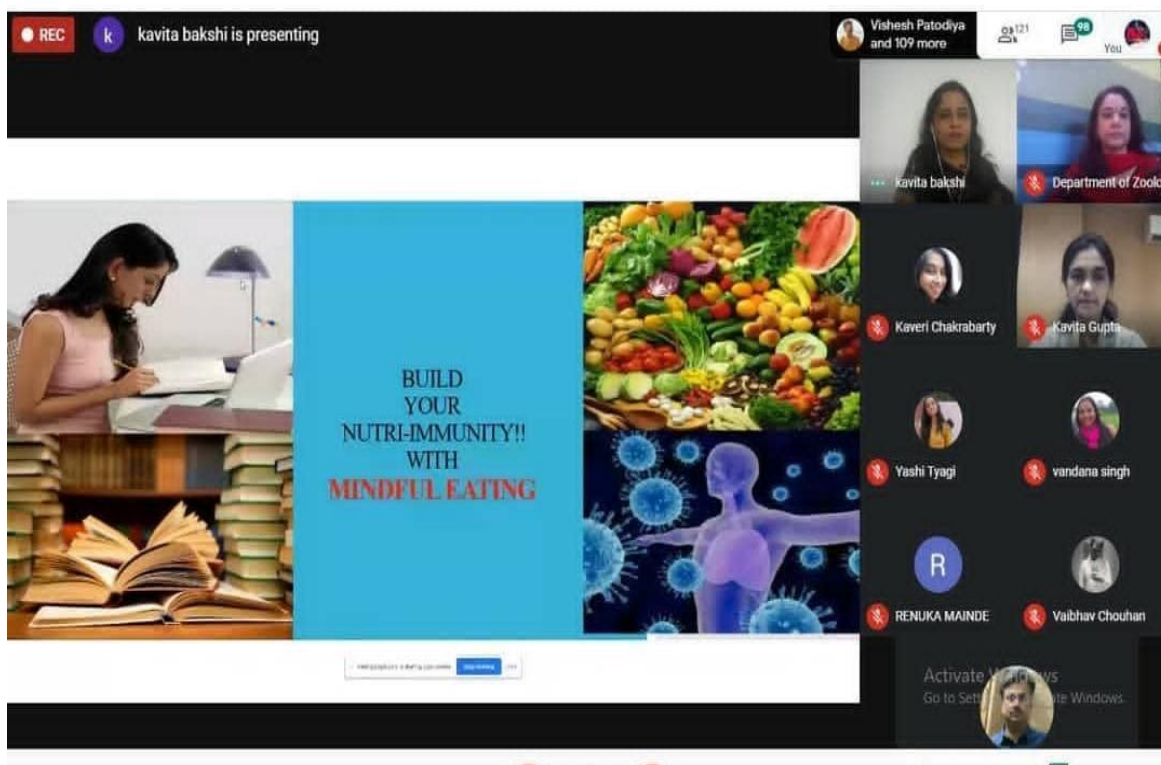 REC
k
kavita bakshi is presenting
Vishesh Patodiya
and 109 more
121
98
You
kavita bakshi
Department of Zoolo
BUILD
YOUR
NUTRI-IMMUNITY!!
WITH
MINDFUL EATING
Kaveri Chakrabarty
Kavita Gupta
Yashi Tyagi
vandana singh
R
RENUKA MAINDE
Vaibhav Chouhan
Activate Windows
Go to Sett
te Windows.